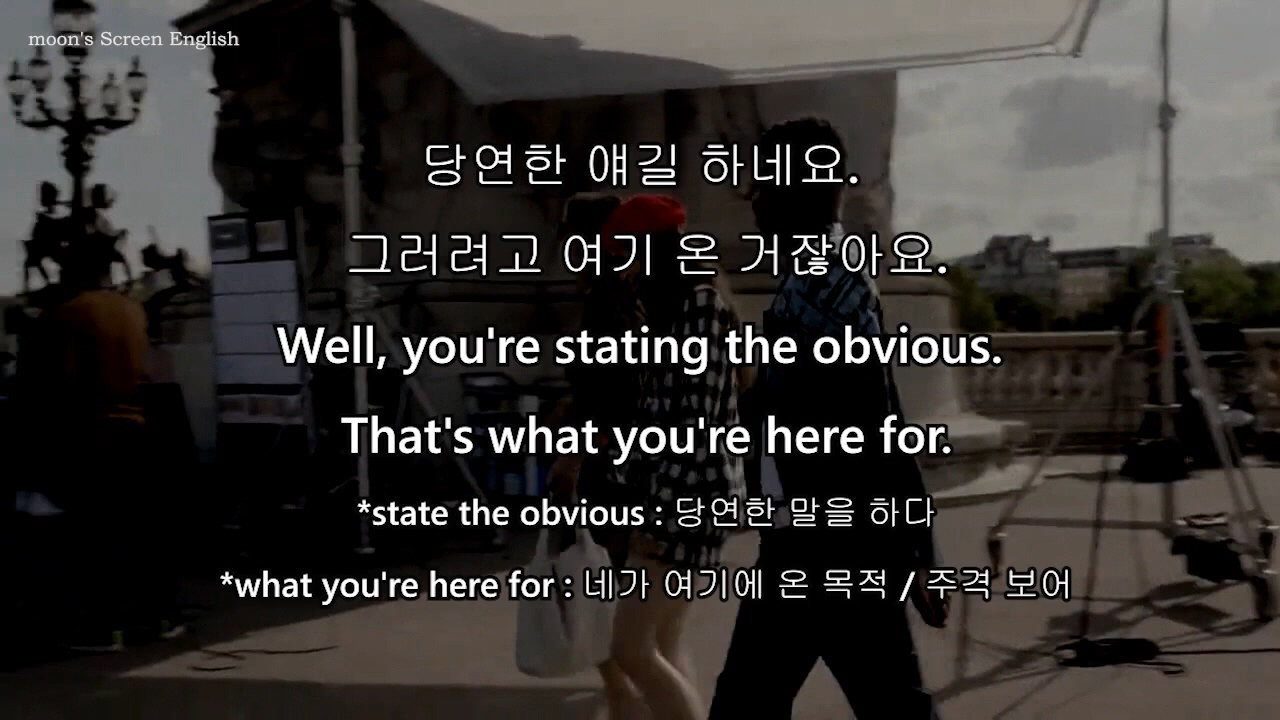 moon's Screen English
당연한 얘길 하네요.
그러려고 여기 온 거잖아요.
Well, you're stating the obvious.
That's what you're here for.
*state the obvious : 당연한 말을 하다
*what you're here for : 네가 여기에 온 목적 / 주격 보어